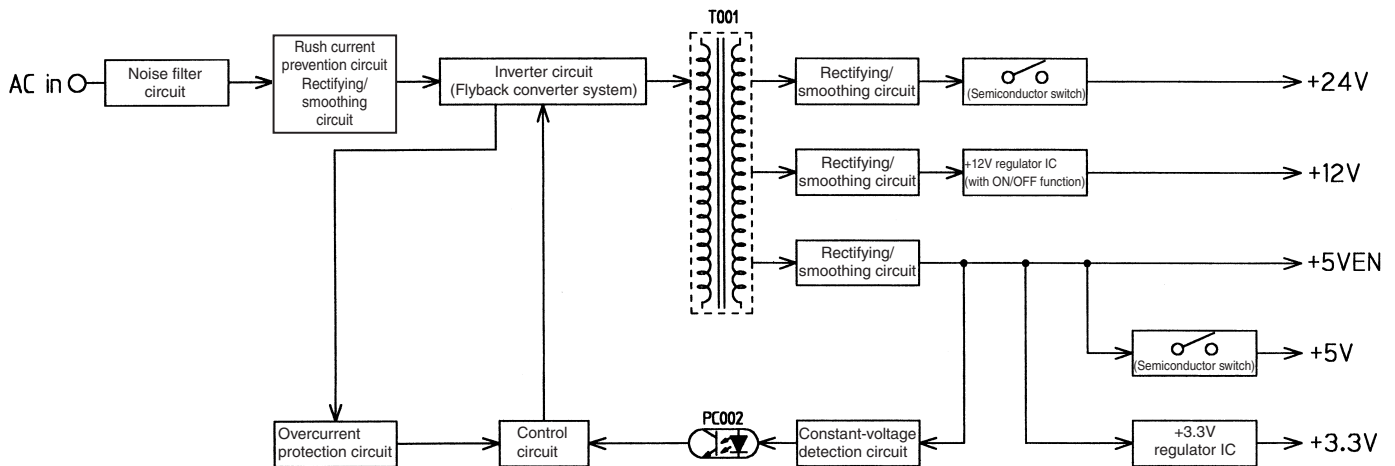 T001
AC in
Noise filter
circuit
Rush current
prevention circuit
Rectifying/
smoothing
circuit
Inverter circuit
(Flyback converter system)
Rectifying/
smoothing circuit
(Semiconductor switch)
+24V
Rectifying/
smoothing circuit
+12V regulator IC
(with ON/OFF function)
+12V
Rectifying/
smoothing circuit
+5VEN
(Semiconductor switch)
+5V
Overcurrent
protection circuit
Control
circuit
PC002
Constant-voltage
detection circuit
+3.3V
regulator IC
+3.3V